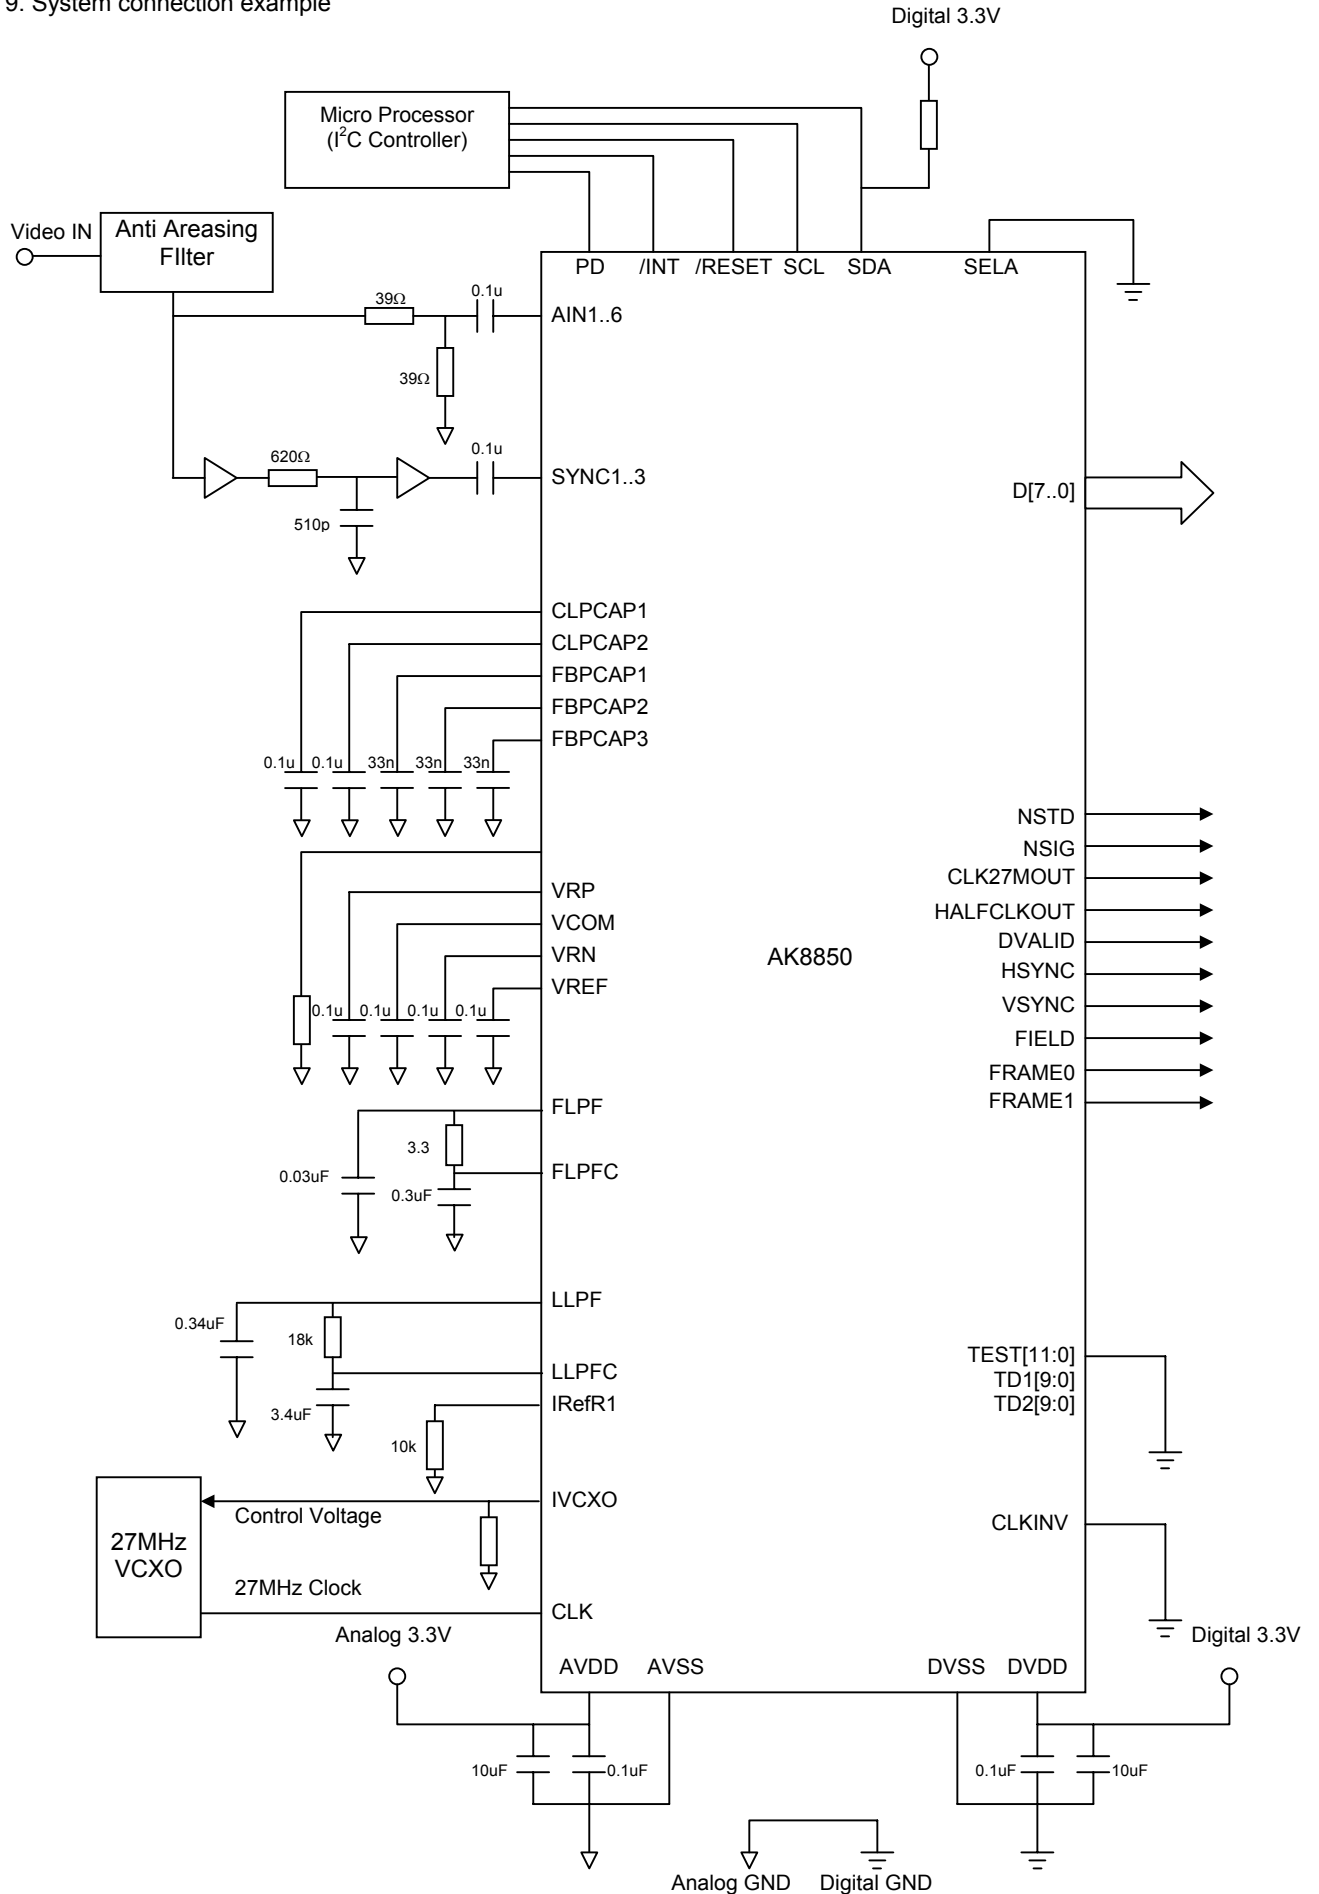 9. System connection example
Digital 3.3V
Micro Processor
(I²C Controller)
Video IN
Anti Areasing
FIlter
PD
/INT
/RESET
SCL
SDA
SELA
39Ω
0.1u
AIN1..6
39Ω
620Ω
0.1u
SYNC1..3
510p
D[7..0]
CLPCAP1
CLPCAP2
FBPCAP1
FBPCAP2
FBPCAP3
0.1u
0.1u
33n
33n
33n
NSTD
NSIG
CLK27MOUT
HALFCLKOUT
DVALID
HSYNC
VSYNC
FIELD
FRAME0
FRAME1
VRP
VCOM
VRN
VREF
AK8850
0.1u
0.1u
0.1u
0.1u
FLPF
3.3
FLPFC
0.03uF
0.3uF
LLPF
0.34uF
18k
LLPFC
3.4uF
IRefR1
10k
TEST[11:0]
TD1[9:0]
TD2[9:0]
IVCXO
Control Voltage
27MHz
VCXO
27MHz Clock
CLK
CLKINV
Analog 3.3V
Digital 3.3V
AVDD
AVSS
DVSS
DVDD
10uF
0.1uF
0.1uF
10uF
Analog GND
Digital GND